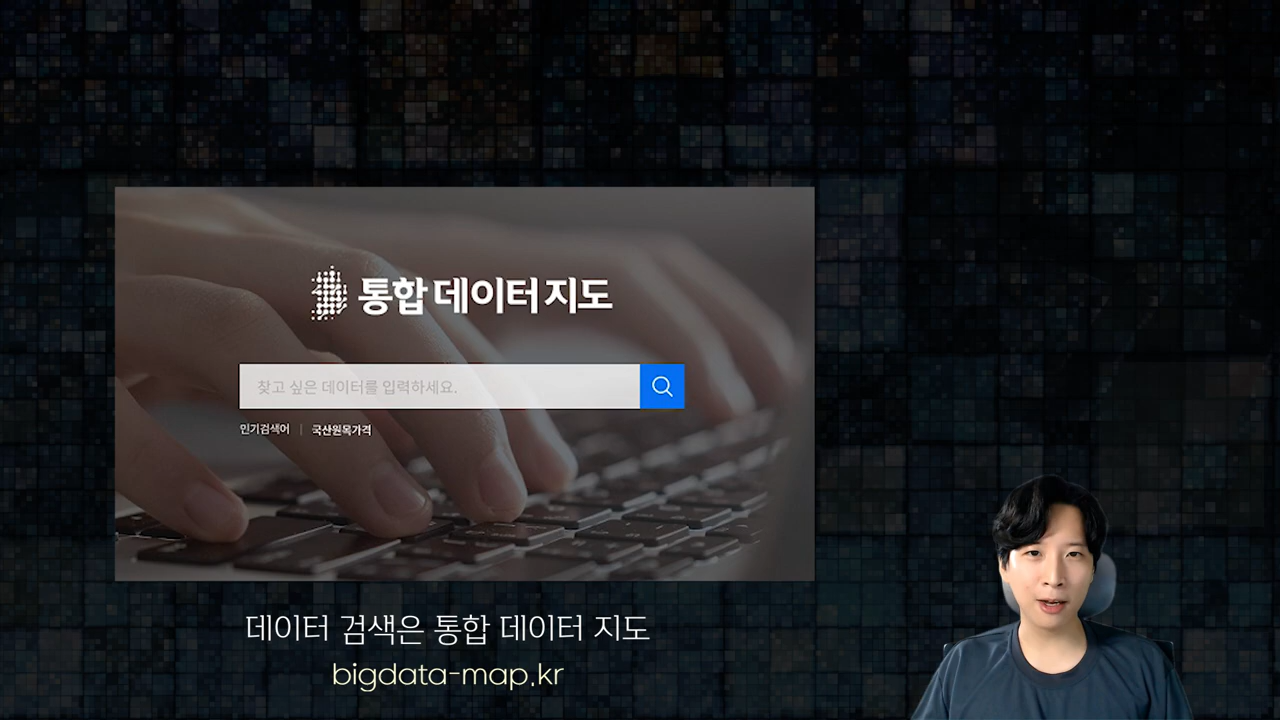 통합 데이터 지도
찾고 싶은 데이터를 입력하세요.
인기검색어 | 국산원목가격
데이터 검색은 통합 데이터 지도
bigdata-map.kr